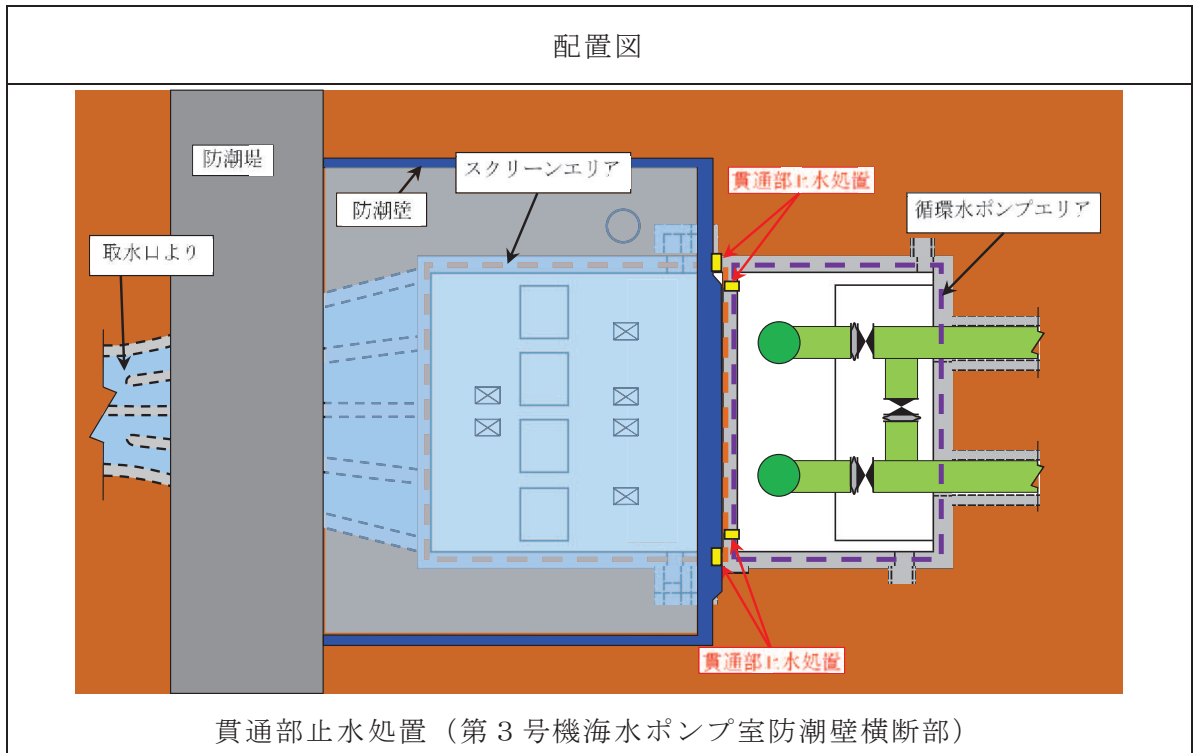 配置図
防潮堤
スクリーンエリア
貫通部止水処置
防潮壁
循環水ポンプエリア
取水口より
貫通部止水処置
貫通部止水処置（第３号機海水ポンプ室防潮壁横断部）